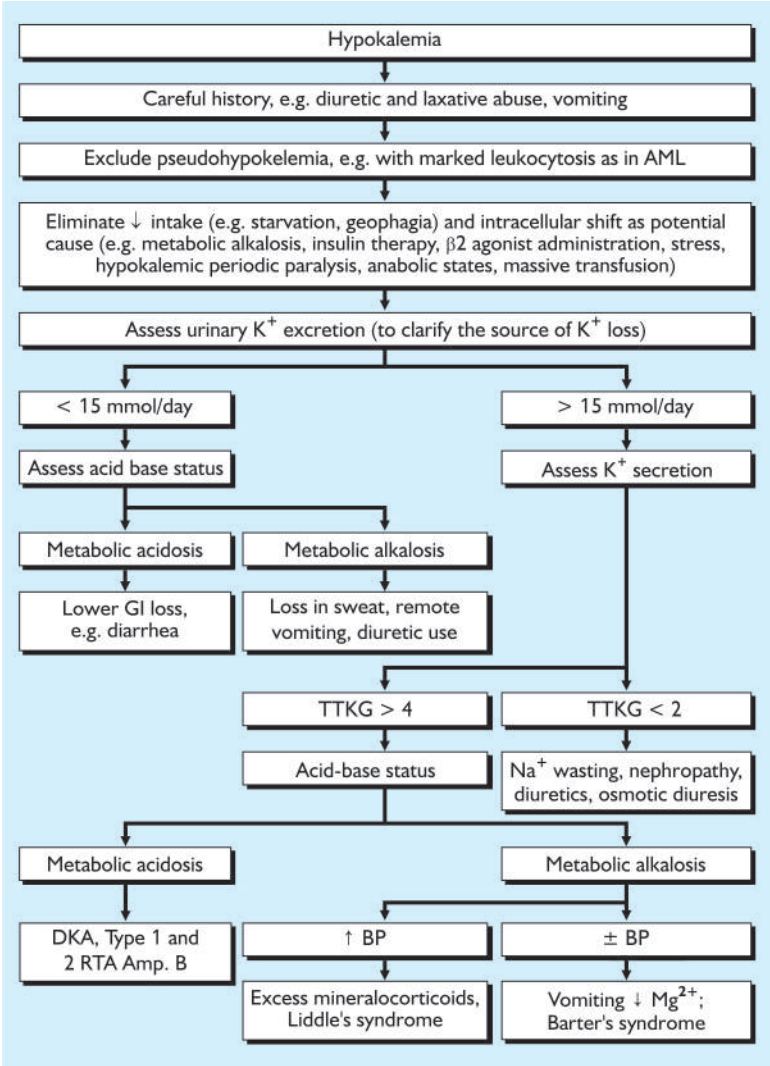 Hypokalemia
Careful history, e.g. diuretic and laxative abuse, vomiting
Exclude pseudohypokelemia, e.g. with marked leukocytosis as in AML
Eliminate ↓ intake (e.g. starvation, geophagia) and intracellular shift as potential
cause (e.g. metabolic alkalosis, insulin therapy, β2 agonist administration, stress,
hypokalemic periodic paralysis, anabolic states, massive transfusion)
Assess urinary K⁺ excretion (to clarify the source of K⁺ loss)
< 15 mmol/day
> 15 mmol/day
Assess acid base status
Assess K⁺ secretion
Metabolic acidosis
Metabolic alkalosis
Lower GI loss,
e.g. diarrhea
Loss in sweat, remote
vomiting, diuretic use
TTKG > 4
TTKG < 2
Acid-base status
Na⁺ wasting, nephropathy,
diuretics, osmotic diuresis
Metabolic acidosis
Metabolic alkalosis
DKA, Type 1 and
2 RTA Amp. B
↑ BP
± BP
Excess mineralocorticoids,
Liddle's syndrome
Vomiting ↓ Mg²⁺;
Barter's syndrome